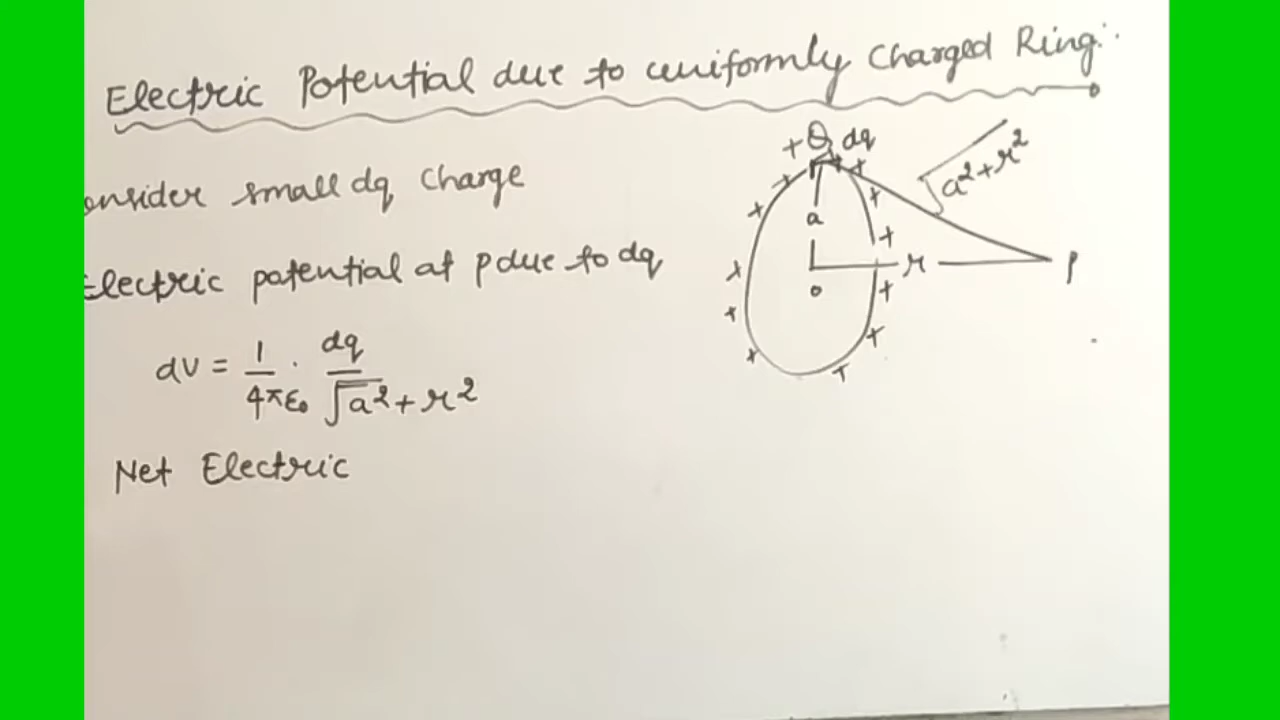 Electric Potential due to uniformly Charged Ring:
onsider small dq Charge
Electric potential at P due to dq
dV = 1/4πε₀ · dq/√a²+r²
Net Electric
+Q dq
√a²+r²
a
r
P
o